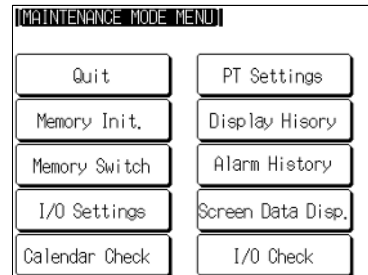 [MAINTENANCE MODE MENU]
Quit
PT Settings
Memory Init.
Display Hisory
Memory Switch
Alarm History
I/O Settings
Screen Data Disp.
Calendar Check
I/O Check